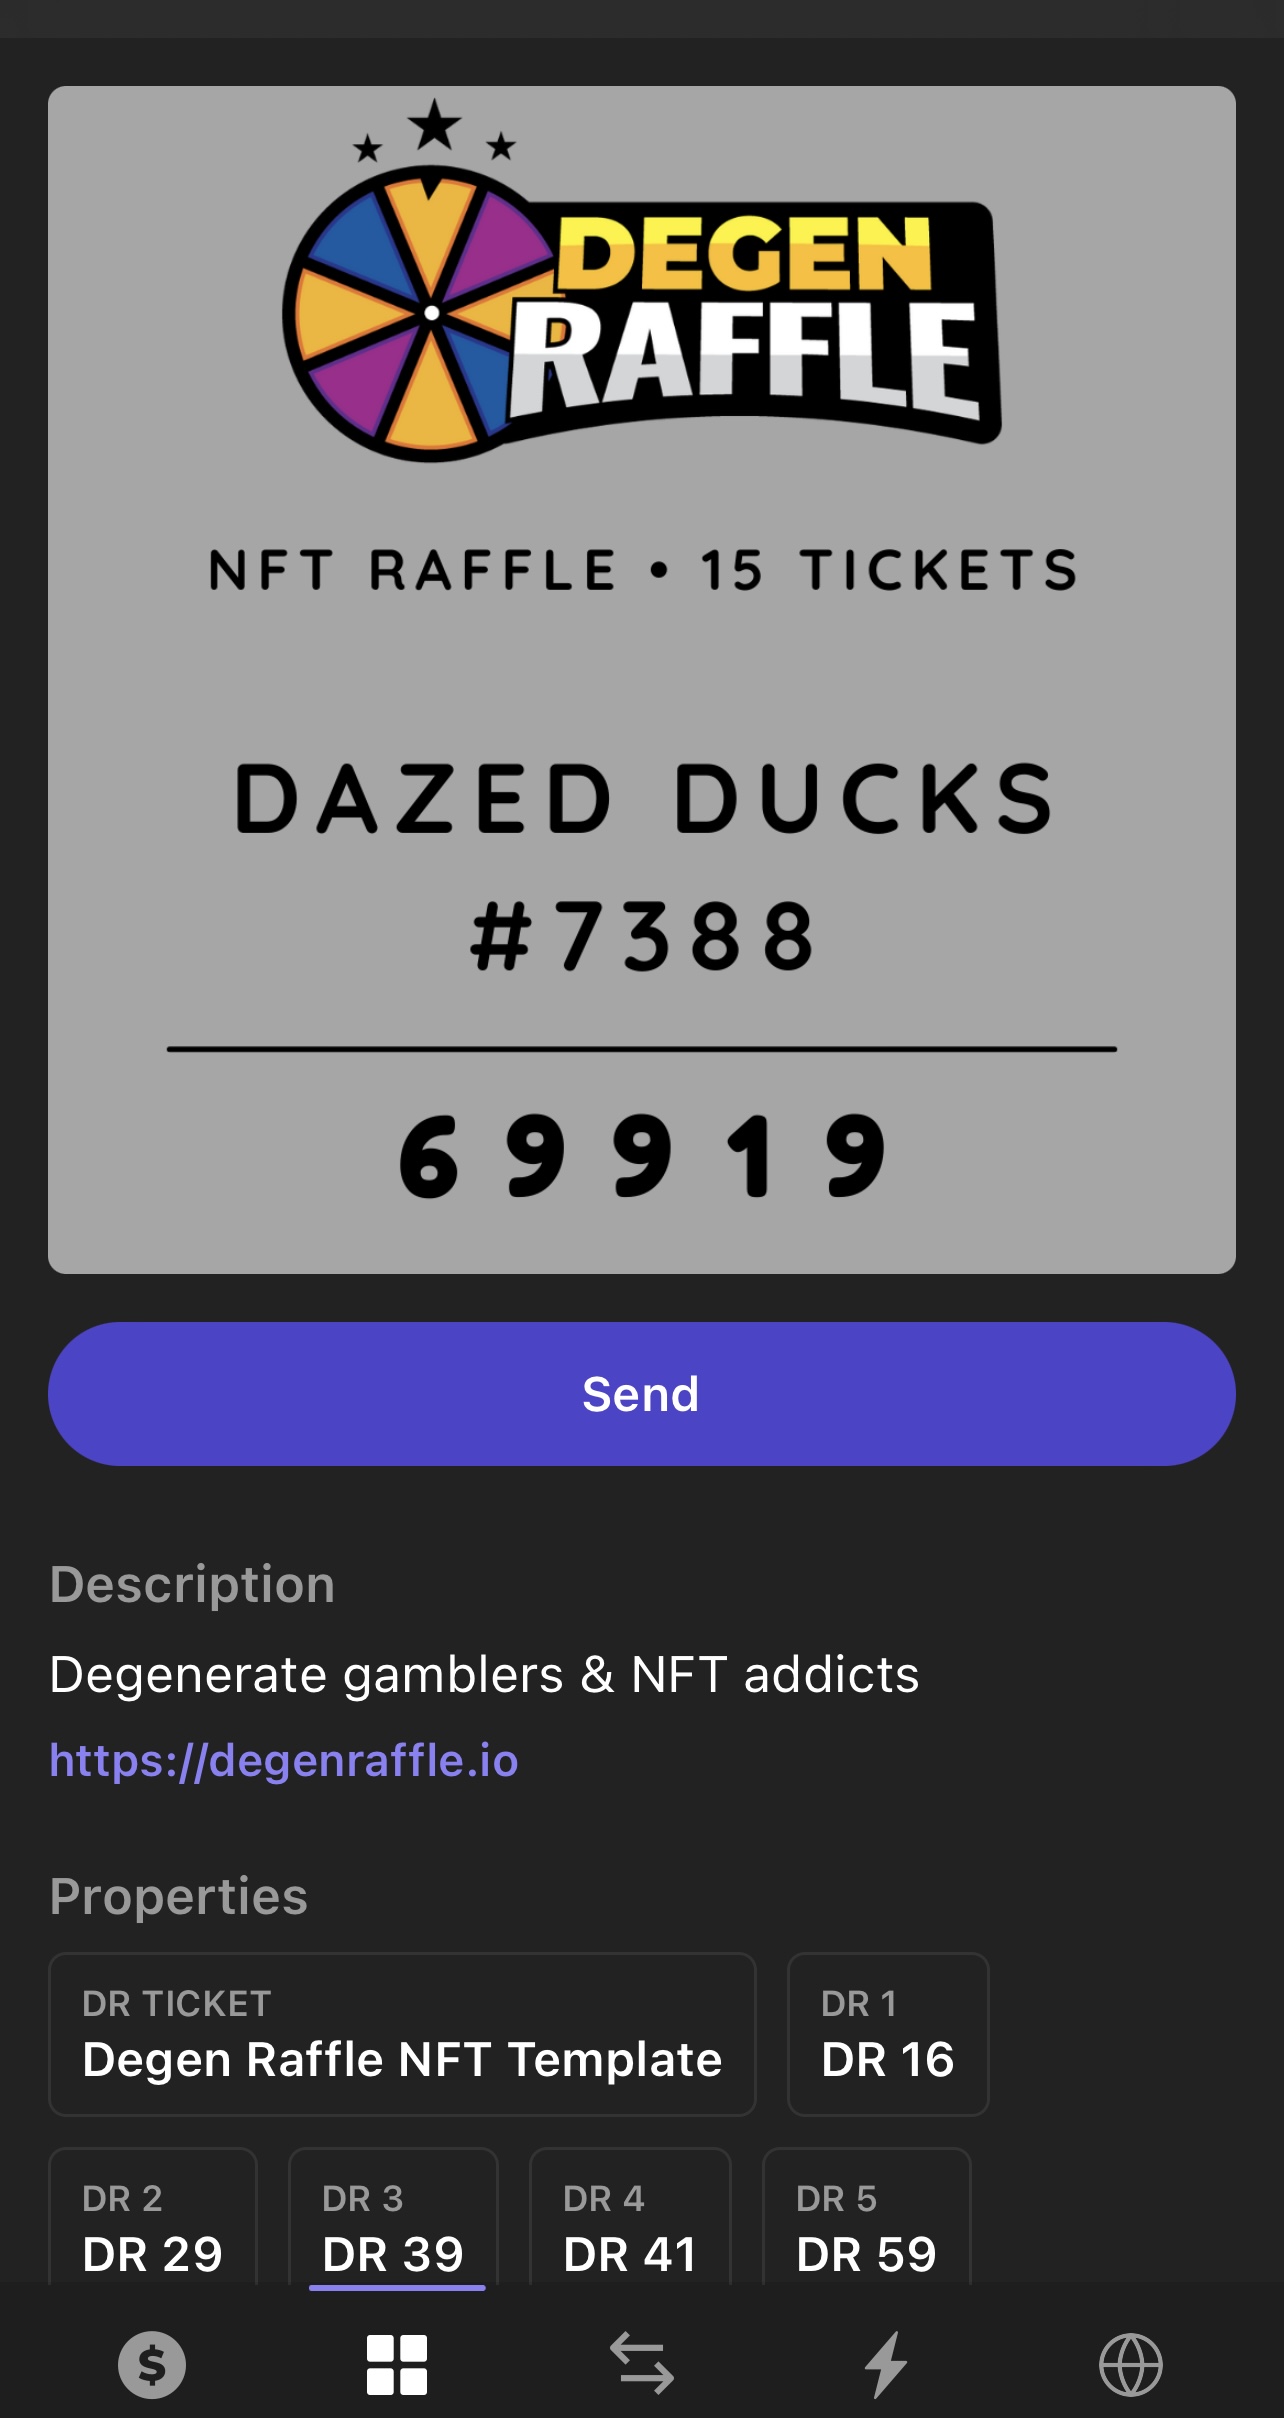 DEGEN
RAFFLE
NFT RAFFLE • 15 TICKETS
DAZED DUCKS
#7388
69919
Send
Description
Degenerate gamblers & NFT addicts
https://degenraffle.io
Properties
DR TICKET
Degen Raffle NFT Template
DR 1
DR 16
DR 2
DR 29
DR 3
DR 39
DR 4
DR 41
DR 5
DR 59
$